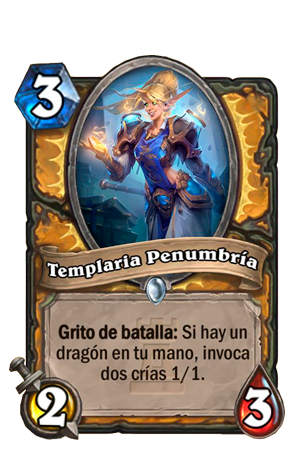 3
Templaria Penumbría
Grito de batalla: Si hay un
dragón en tu mano, invoca
dos crías 1/1.
2
3